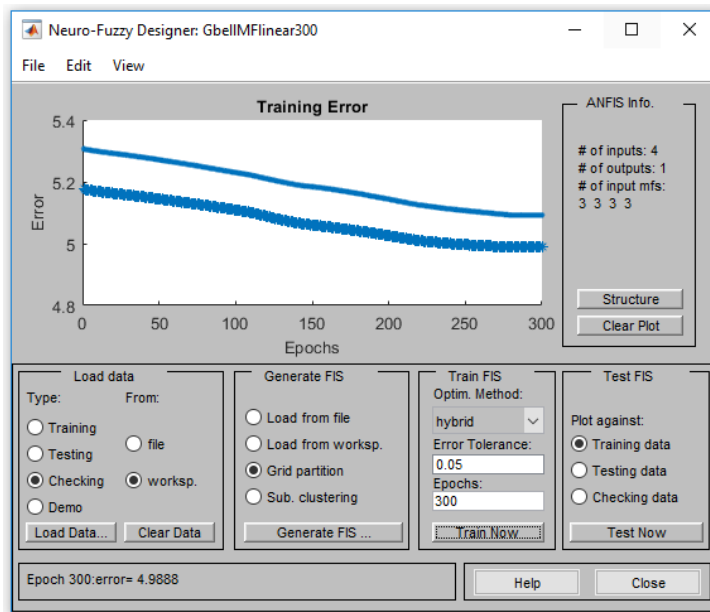 Neuro-Fuzzy Designer: GbellMFlinear300
File Edit View
Training Error
5.4
5.2
5
4.8
Error
0 50 100 150 200 250 300
Epochs
ANFIS Info.
# of inputs: 4
# of outputs: 1
# of input mfs:
3 3 3 3
Structure
Clear Plot
Load data
Type: From:
Training
Testing
Checking
Demo
file
worksp.
Load Data... Clear Data
Generate FIS
Load from file
Load from worksp.
Grid partition
Sub. clustering
Generate FIS ...
Train FIS
Optim. Method:
hybrid
Error Tolerance:
0.05
Epochs:
300
Train Now
Test FIS
Plot against:
Training data
Testing data
Checking data
Test Now
Epoch 300:error= 4.9888
Help Close